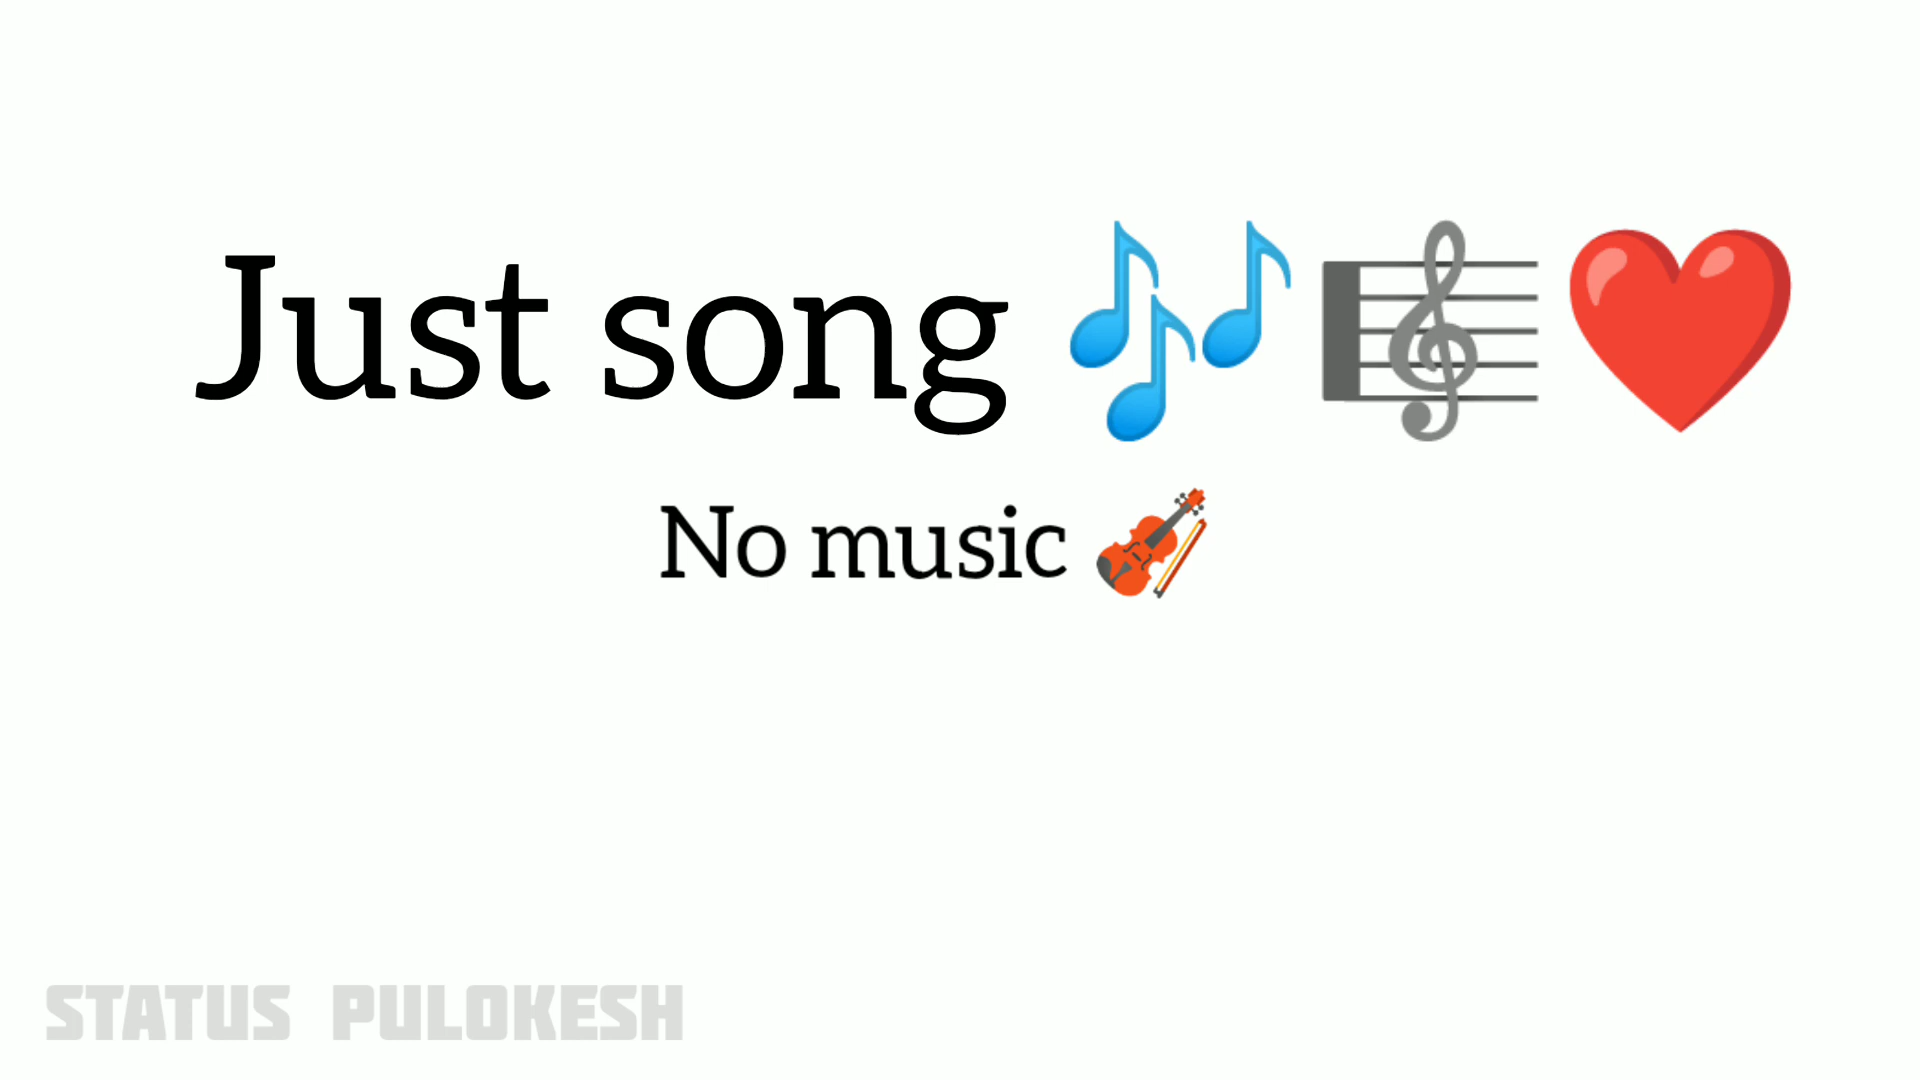 Just song 🎶🎼❤️
No music 🎻
STATUS PULOKESH